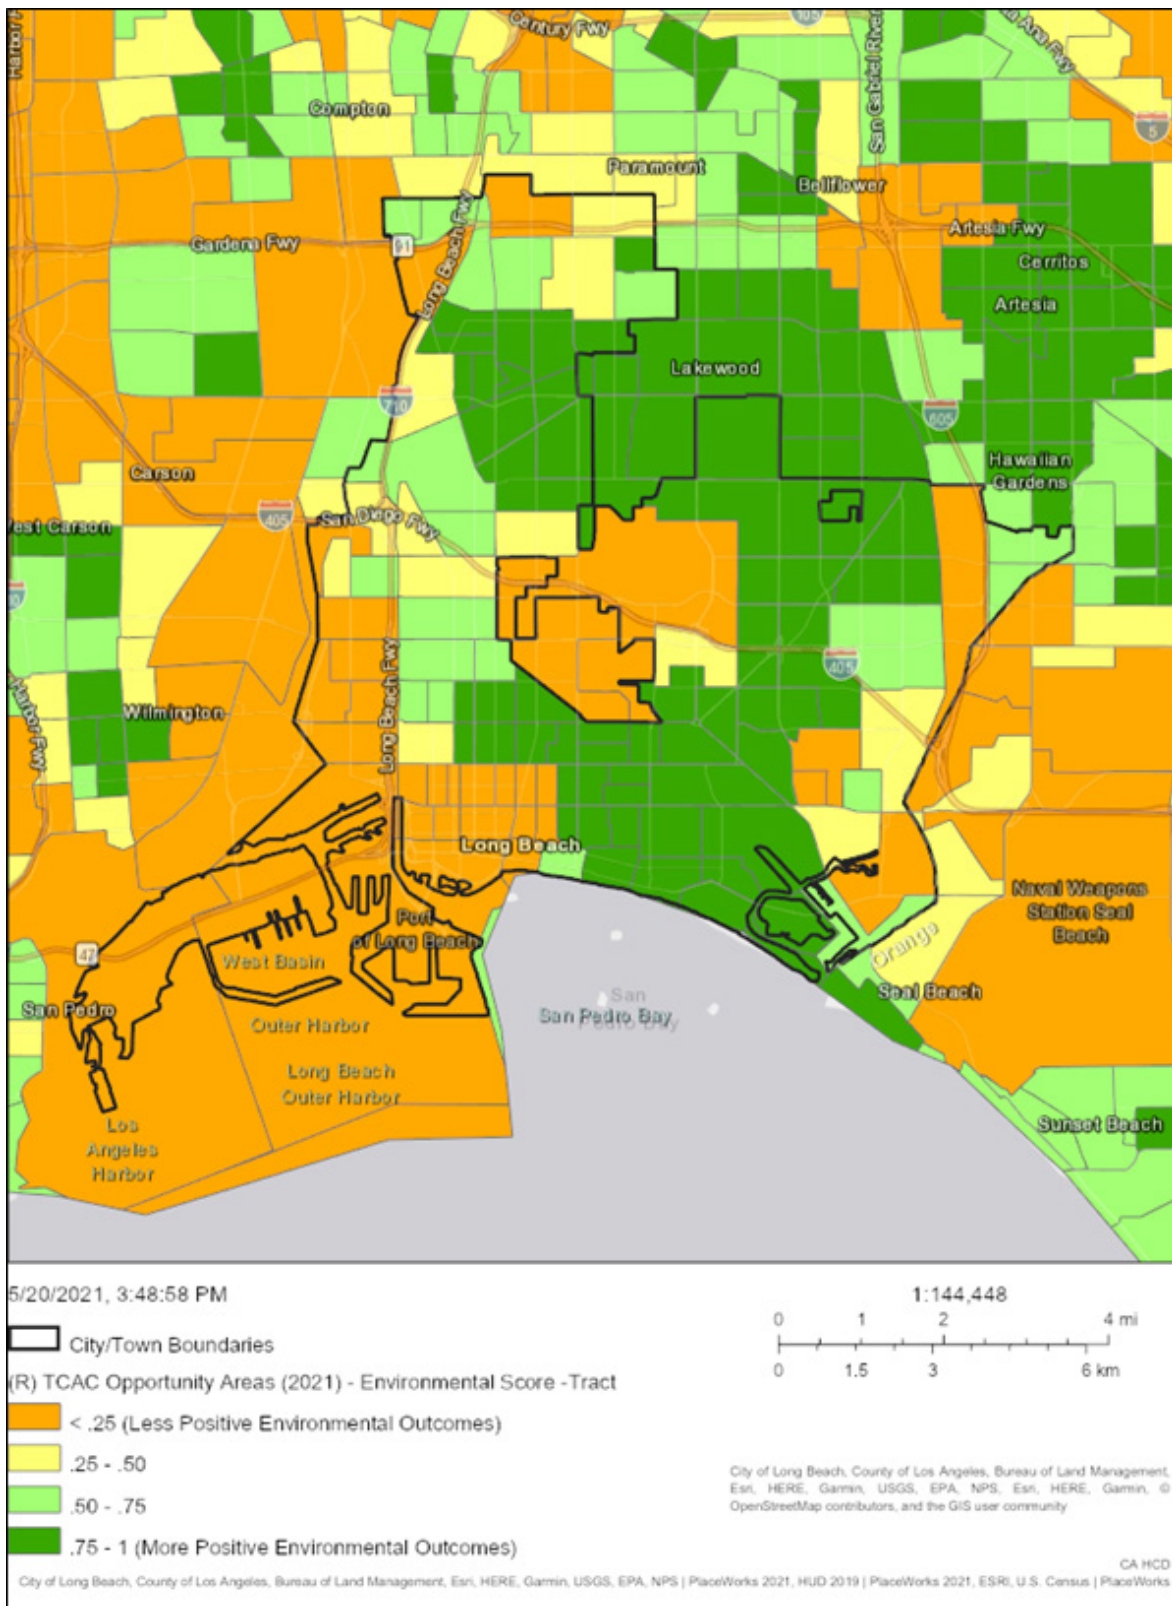 Century Fwy
105
Santa Ana Fwy
Harbor F
San Gabriel River
Compton
5
Paramount
Bellflower
Long Beach Fwy
Gardena Fwy
91
Artesia Fwy
Cerritos
Artesia
Lakewood
710
605
Carson
Hawaiian
Gardens
405
San Diego Fwy
West Carson
405
Long Beach Fwy
Harbor Fwy
Wilmington
Long Beach
Naval Weapons
Station Seal
Beach
Port
of Long Beach
47
West Basin
Orange
San Pedro
Seal Beach
San
Pedro Bay
San Pedro Bay
Outer Harbor
Long Beach
Outer Harbor
Los
Angeles
Harbor
Sunset Beach
5/20/2021, 3:48:58 PM
1:144,448
0 1 2 4 mi
0 1.5 3 6 km
City/Town Boundaries
(R) TCAC Opportunity Areas (2021) - Environmental Score -Tract
< .25 (Less Positive Environmental Outcomes)
.25 - .50
.50 - .75
.75 - 1 (More Positive Environmental Outcomes)
City of Long Beach, County of Los Angeles, Bureau of Land Management,
Esri, HERE, Garmin, USGS, EPA, NPS, Esri, HERE, Garmin, ©
OpenStreetMap contributors, and the GIS user community
CA HCD
City of Long Beach, County of Los Angeles, Bureau of Land Management, Esri, HERE, Garmin, USGS, EPA, NPS | PlaceWorks 2021, HUD 2019 | PlaceWorks 2021, ESRI, U.S. Census | PlaceWorks